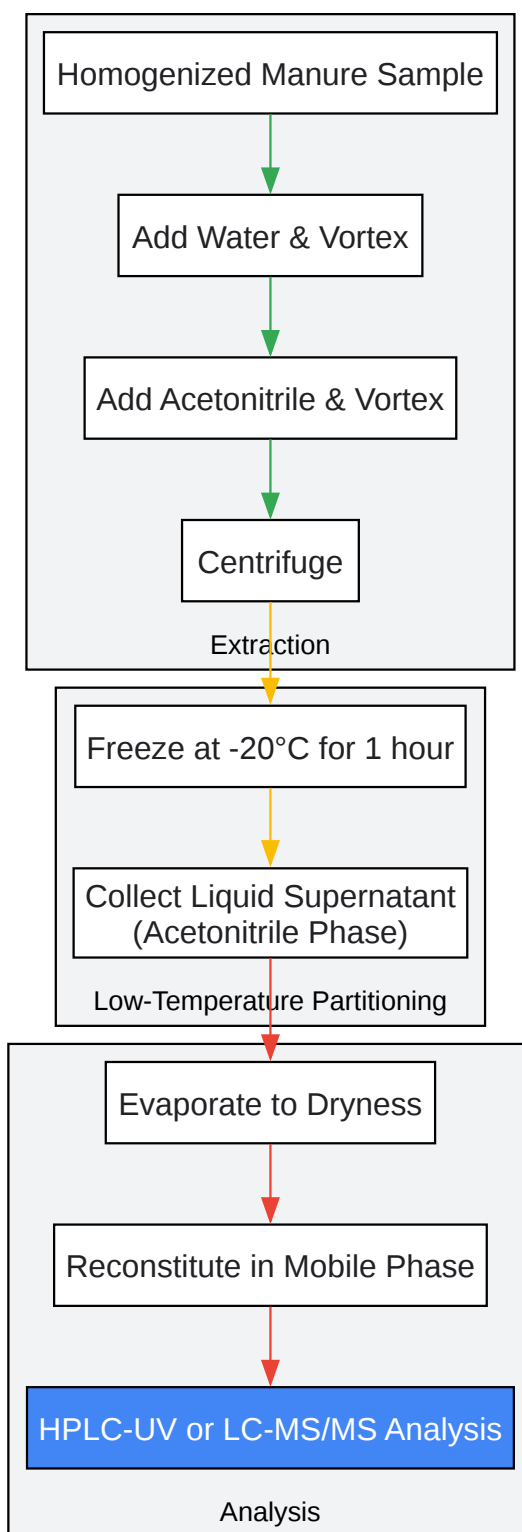 Homogenized Manure Sample
Add Water & Vortex
Add Acetonitrile & Vortex
Centrifuge
Extraction
Freeze at -20°C for 1 hour
Collect Liquid Supernatant
(Acetonitrile Phase)
Low-Temperature Partitioning
Evaporate to Dryness
Reconstitute in Mobile Phase
HPLC-UV or LC-MS/MS Analysis
Analysis